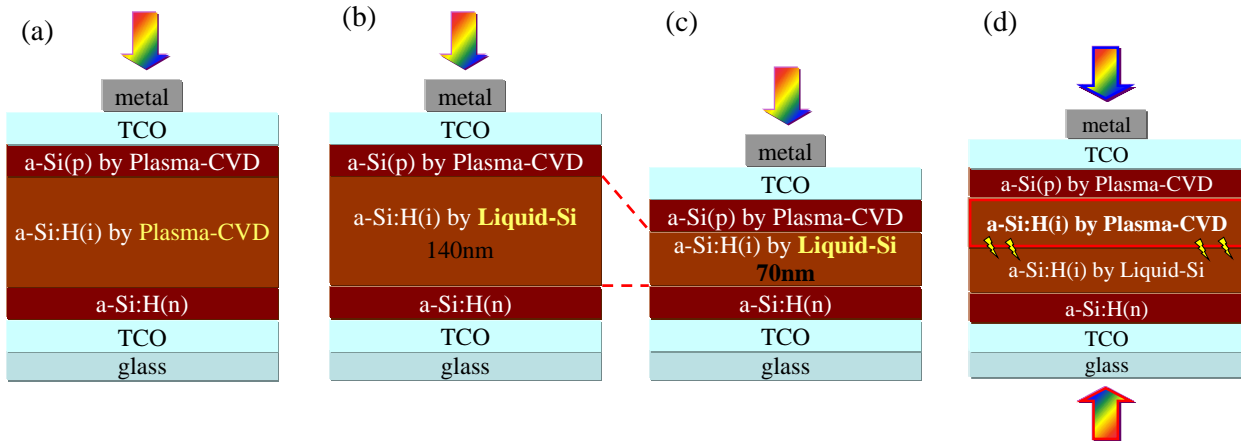 (a)
metal
TCO
a-Si(p) by Plasma-CVD
a-Si:H(i) by Plasma-CVD
a-Si:H(n)
TCO
glass
(b)
metal
TCO
a-Si(p) by Plasma-CVD
a-Si:H(i) by Liquid-Si
140nm
a-Si:H(n)
TCO
glass
(c)
metal
TCO
a-Si(p) by Plasma-CVD
a-Si:H(i) by Liquid-Si
70nm
a-Si:H(n)
TCO
glass
(d)
metal
TCO
a-Si(p) by Plasma-CVD
a-Si:H(i) by Plasma-CVD
a-Si:H(i) by Liquid-Si
a-Si:H(n)
TCO
glass